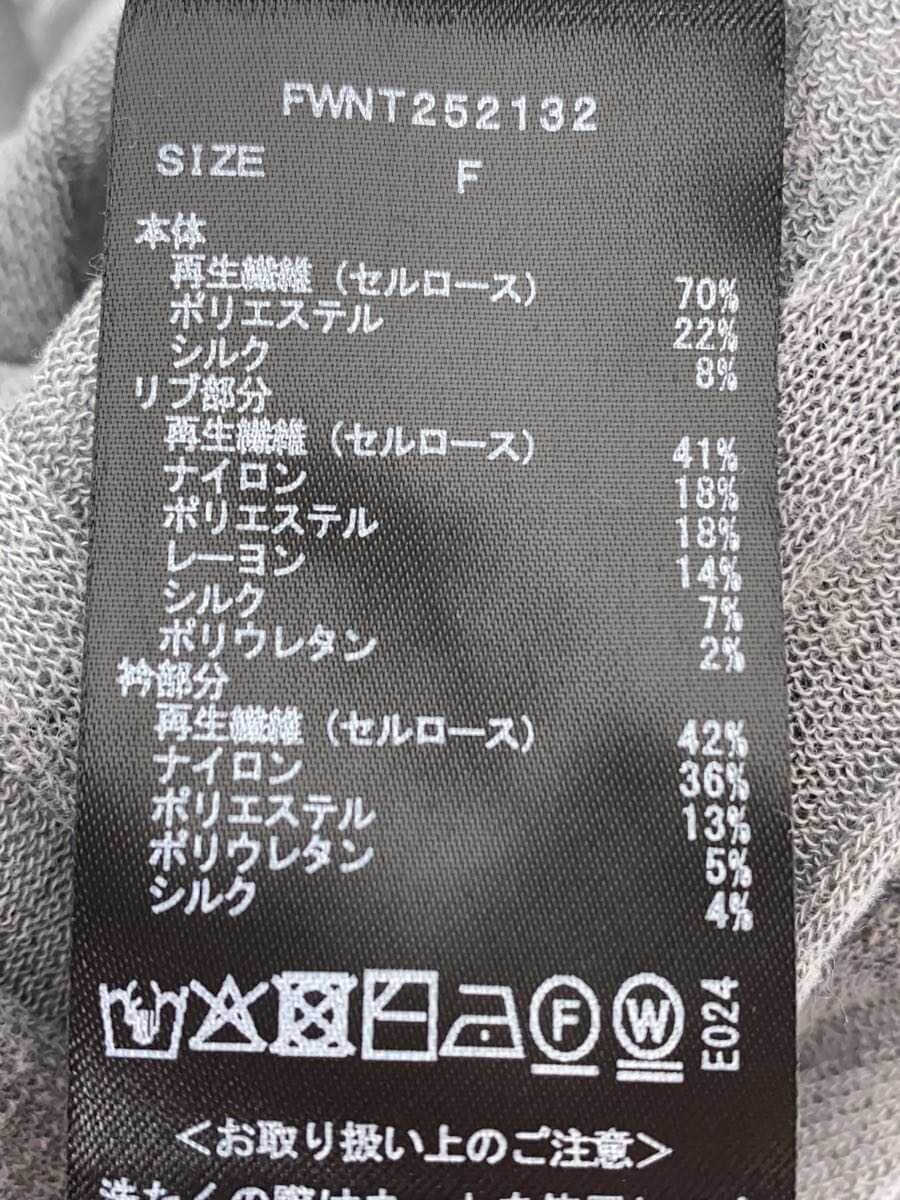 FWNT252132
SIZE F
本体
再生繊維 (セルロース) 70%
ポリエステル 22%
シルク 8%
リブ部分
再生繊維 (セルロース) 41%
ナイロン 18%
ポリエステル 18%
レーヨン 14%
シルク 7%
ポリウレタン 2%
衿部分
再生繊維 (セルロース) 42%
ナイロン 36%
ポリエステル 13%
ポリウレタン 5%
シルク 4%
F W E024
<お取り扱い上のご注意>